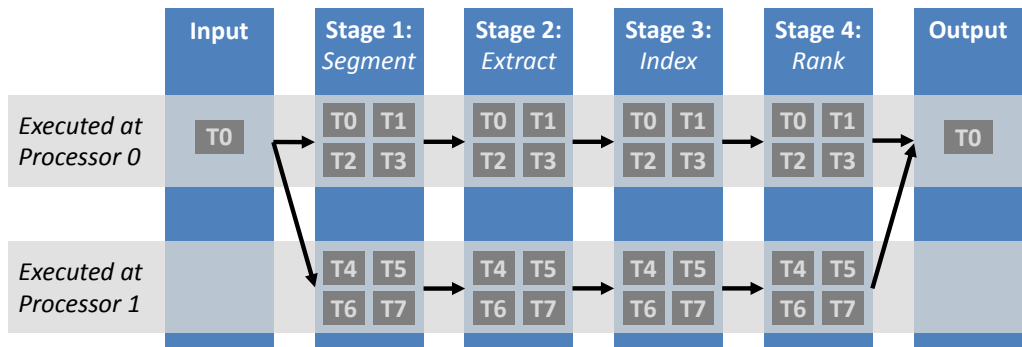 Input
Stage 1:
Segment
Stage 2:
Extract
Stage 3:
Index
Stage 4:
Rank
Output
Executed at
Processor 0
T0
T0 T1
T2 T3
T0 T1
T2 T3
T0 T1
T2 T3
T0 T1
T2 T3
T0
Executed at
Processor 1
T4 T5
T6 T7
T4 T5
T6 T7
T4 T5
T6 T7
T4 T5
T6 T7